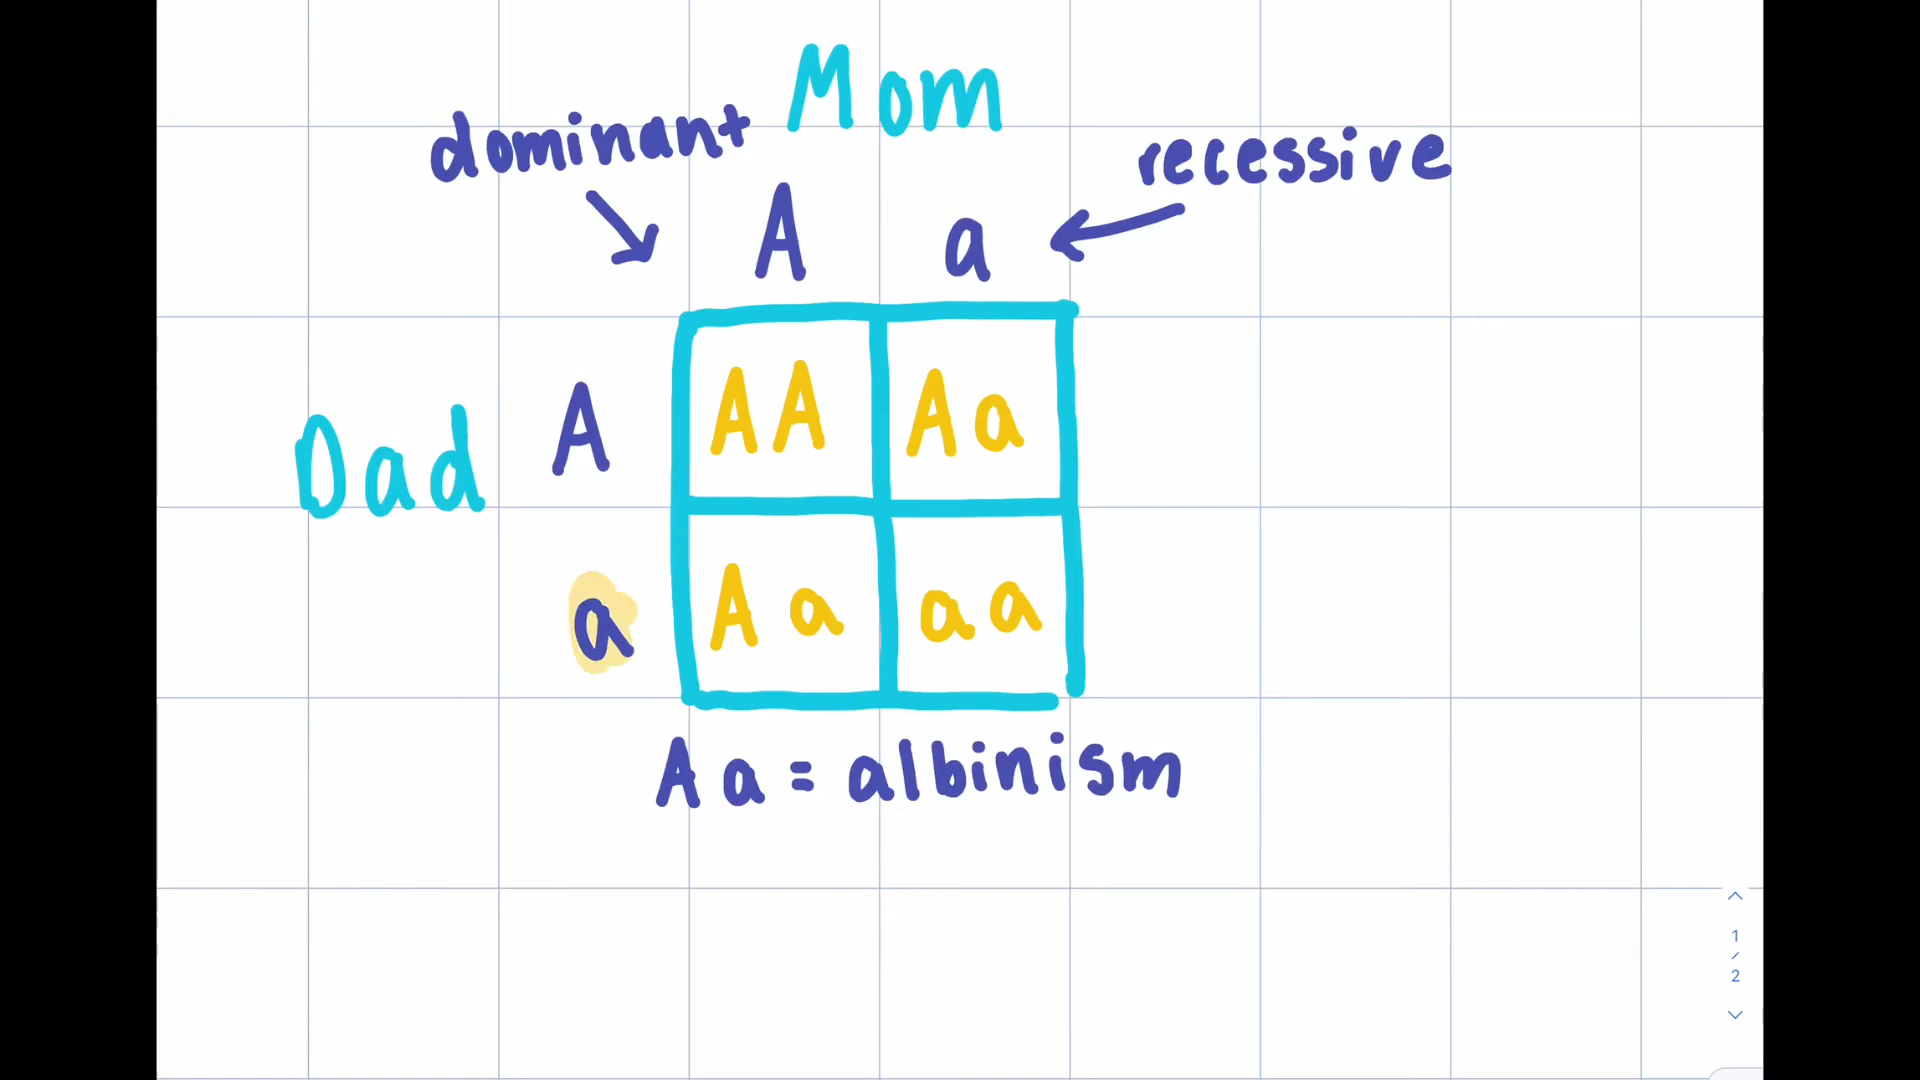 Mom
dominant
recessive
A a
Dad
A AA Aa
a Aa aa
Aa = albinism
1
/
2